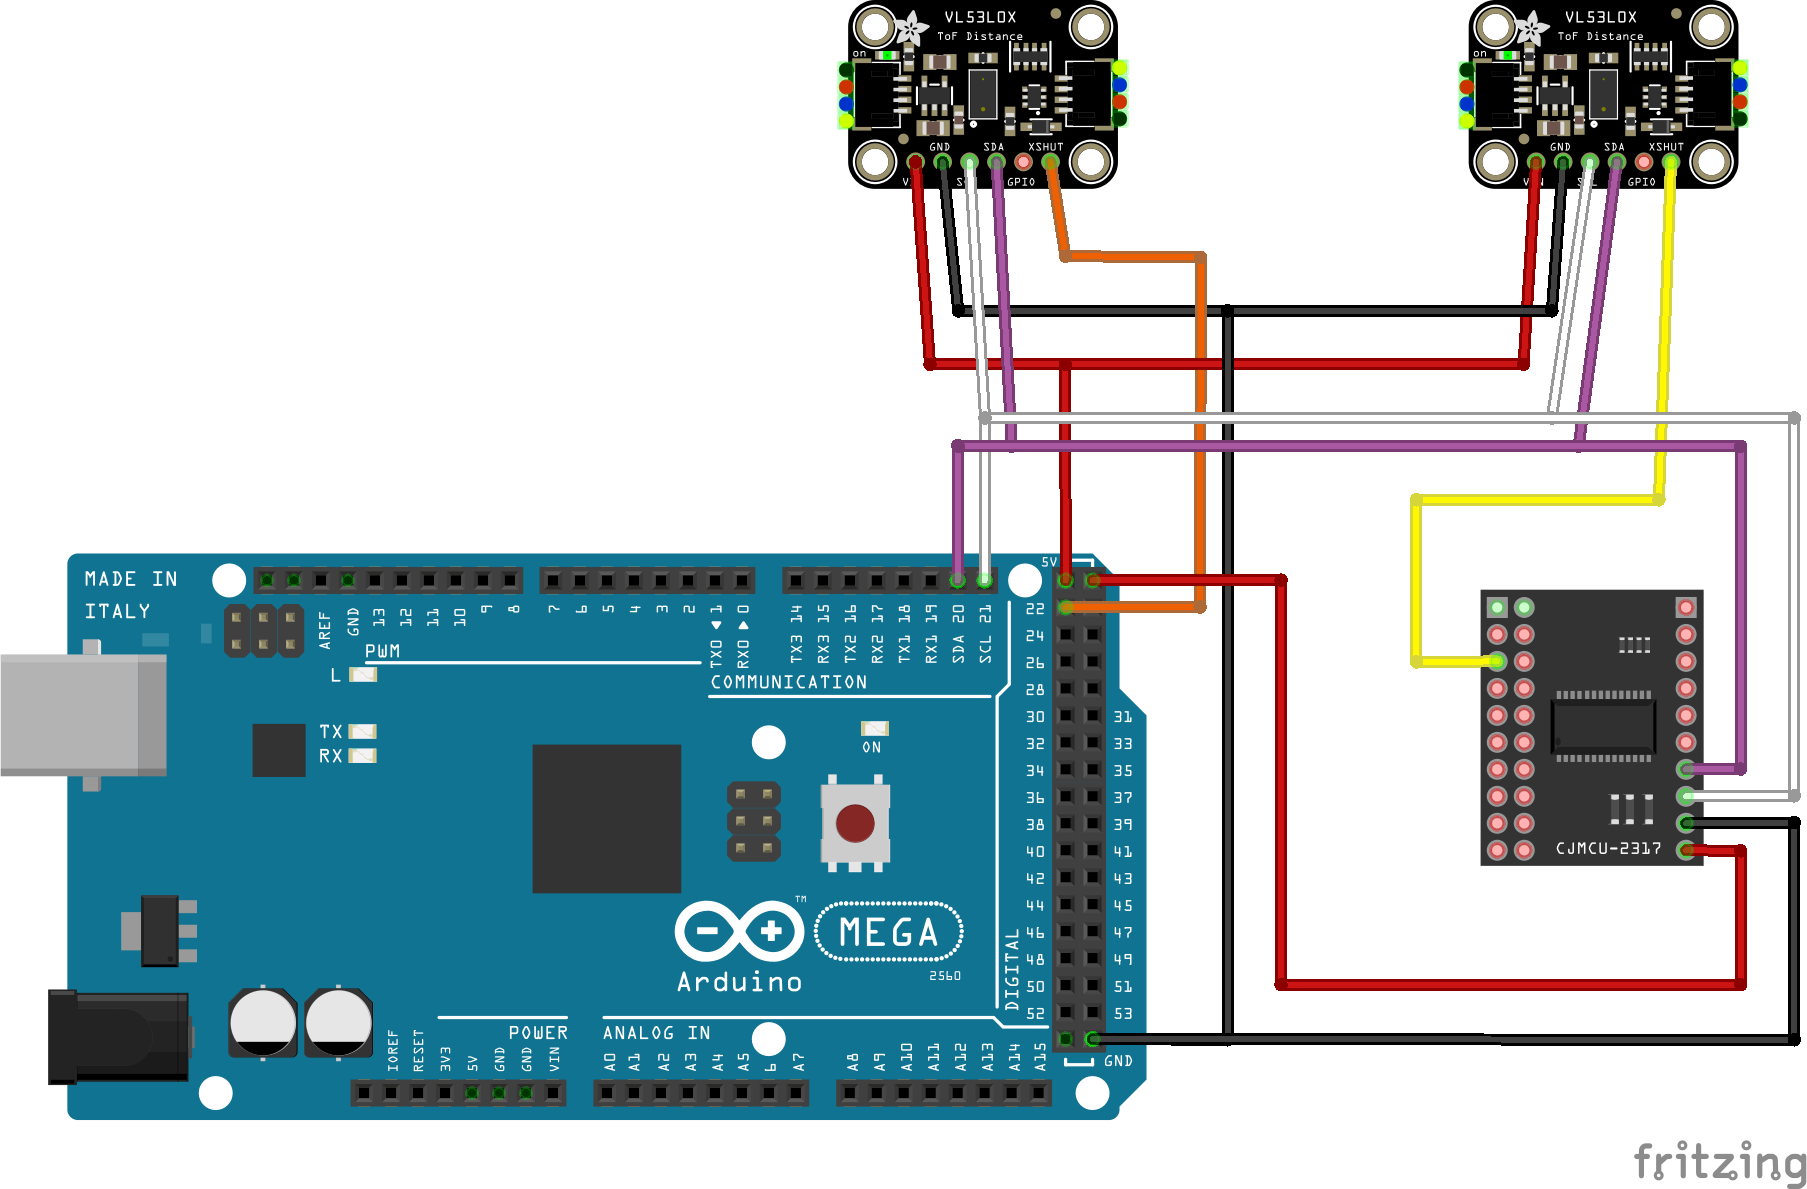 VL53L0X
ToF Distance
on
GND
SDA
XSHUT
GPIO
VL53L0X
ToF Distance
on
GND
SDA
XSHUT
GPIO
MADE IN
ITALY
AREF
GND
13
12
11
10
9
8
7
6
5
4
3
2
TX0 1
RX0 0
TX3 14
RX3 15
TX2 16
RX2 17
TX1 18
RX1 19
SDA 20
SCL 21
PWM
COMMUNICATION
L
TX
RX
ON
5V
22
24
26
28
30 31
32 33
34 35
36 37
38 39
40 41
42 43
44 45
46 47
48 49
50 51
52 53
GND
DIGITAL
TM
MEGA
2560
Arduino
POWER
ANALOG IN
IOREF
RESET
3V3
5V
GND
GND
VIN
A0
A1
A2
A3
A4
A5
6
A7
A8
A9
A10
A11
A12
A13
A14
A15
CJMCU-2317
fritzing